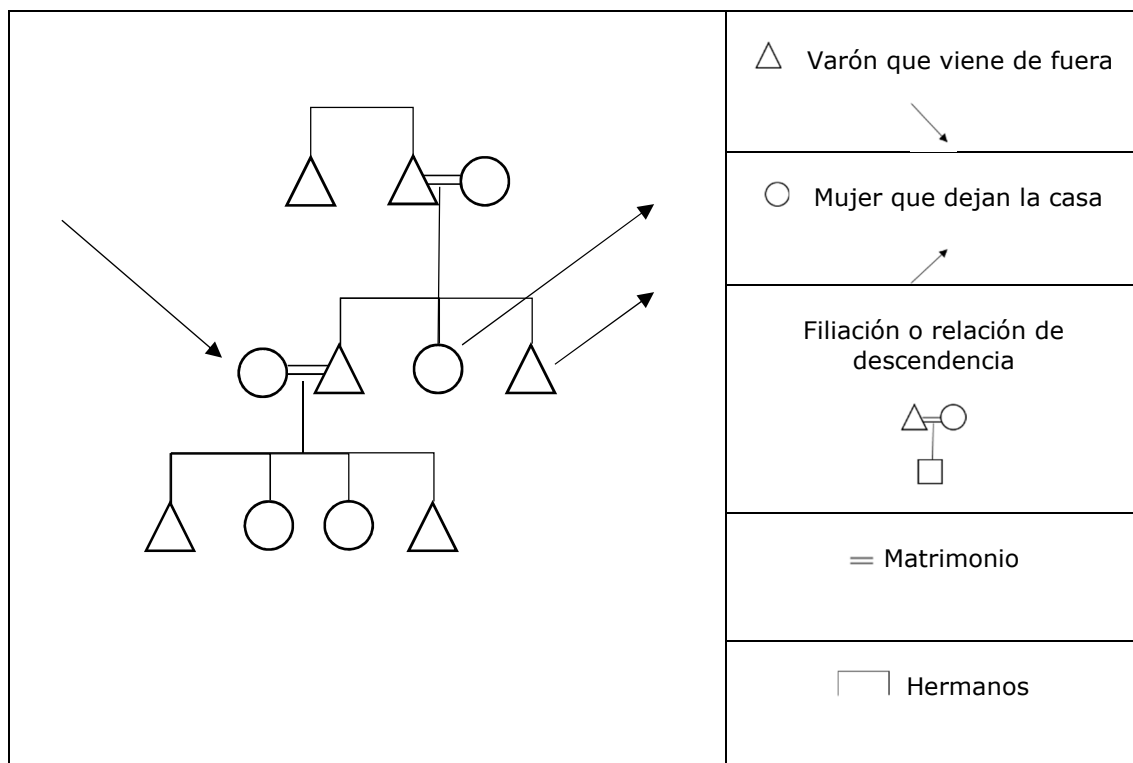 Varón que viene de fuera
Mujer que dejan la casa
Filiación o relación de
descendencia
Matrimonio
Hermanos